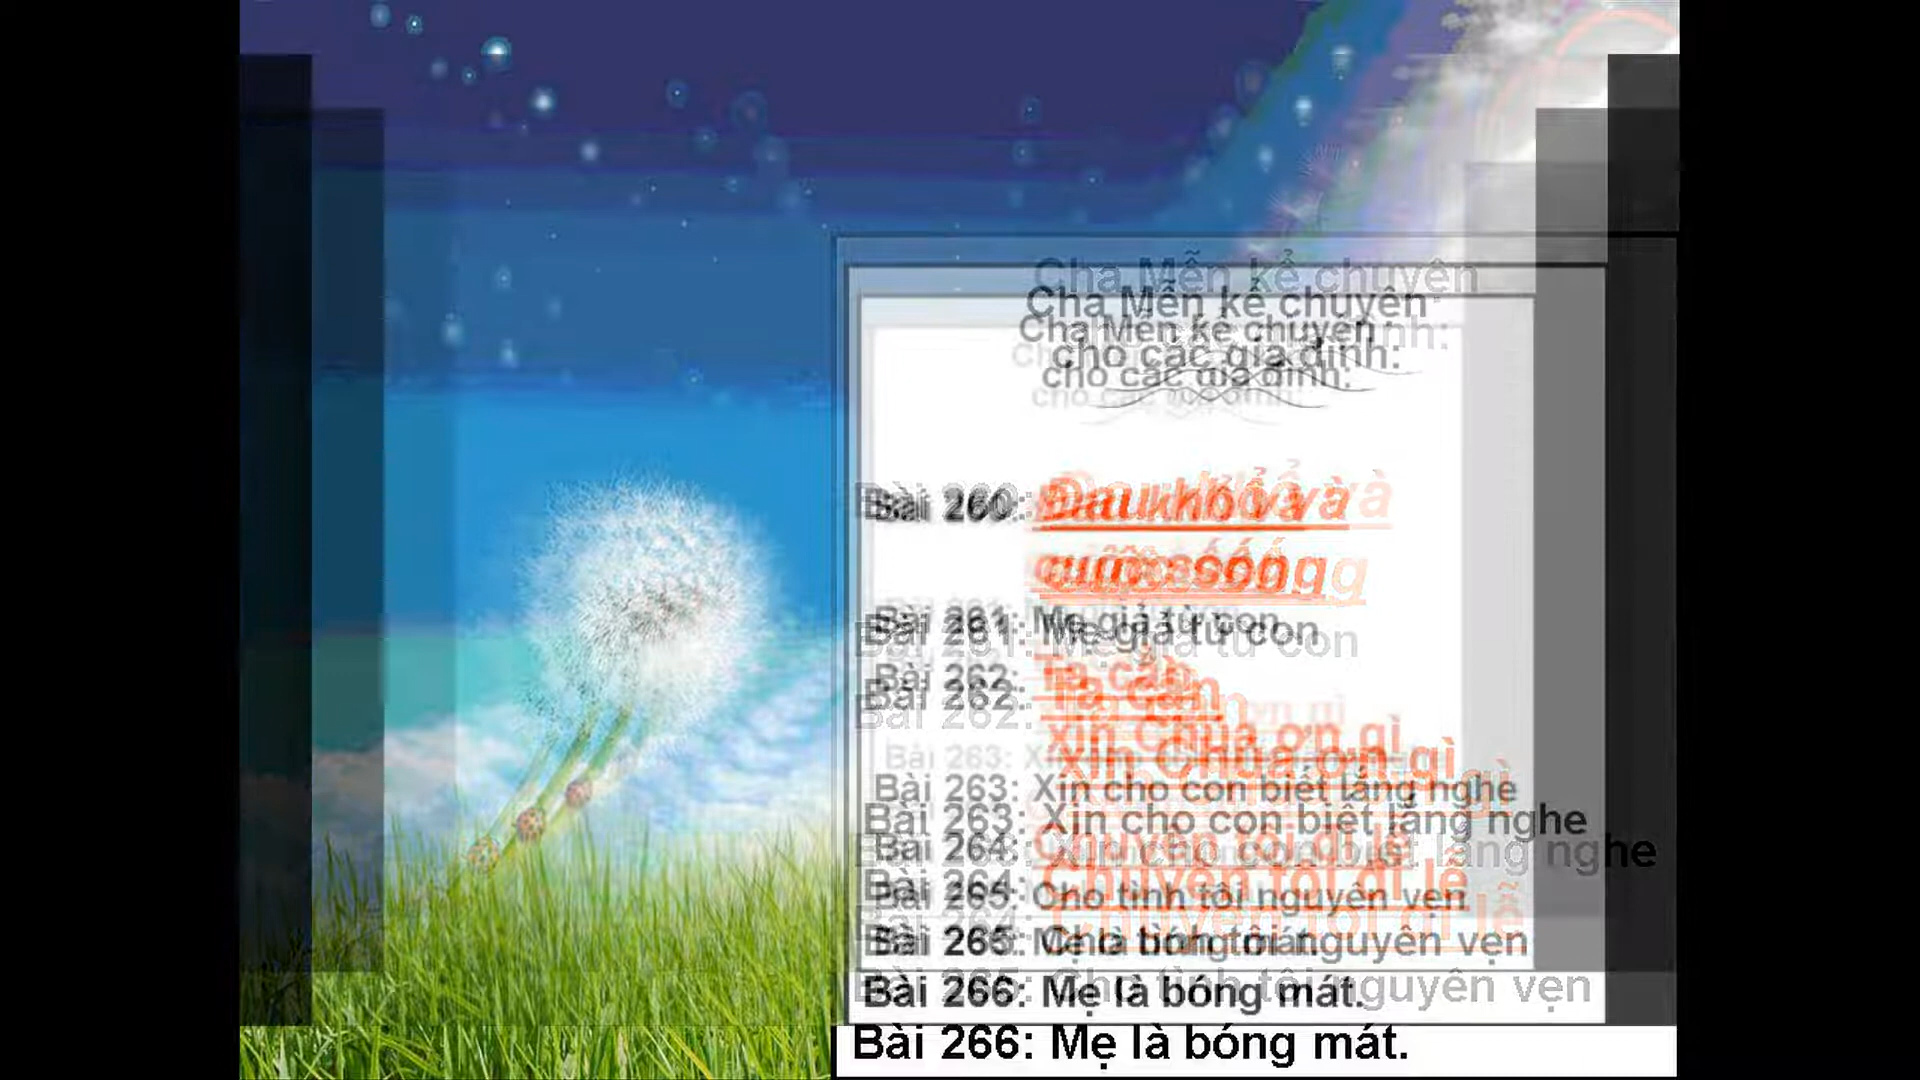 Cha Mễn kể chuyện
cho các gia đình:
Bài 260: Đau khổ và
cuộc sống
Bài 261: Mẹ giả từ con
Bài 262: Ta cần
xin Chúa ơn gì
Bài 263: Xin cho con biết lắng nghe
Bài 264: Chuyện tôi đi lễ
Bài 265: Cho tình tôi nguyên vẹn
Bài 266: Mẹ là bóng mát.